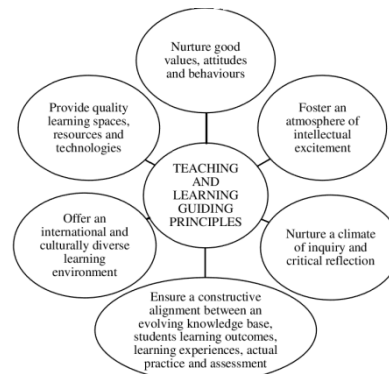 Nurture good
values, attitudes
and behaviours
Provide quality
learning spaces,
resources and
technologies
Foster an
atmosphere of
intellectual
excitement
TEACHING
AND
LEARNING
GUIDING
PRINCIPLES
Offer an
international and
culturally diverse
learning
environment
Nurture a climate
of inquiry and
critical reflection
Ensure a constructive
alignment between an
evolving knowledge base,
students learning outcomes,
learning experiences, actual
practice and assessment